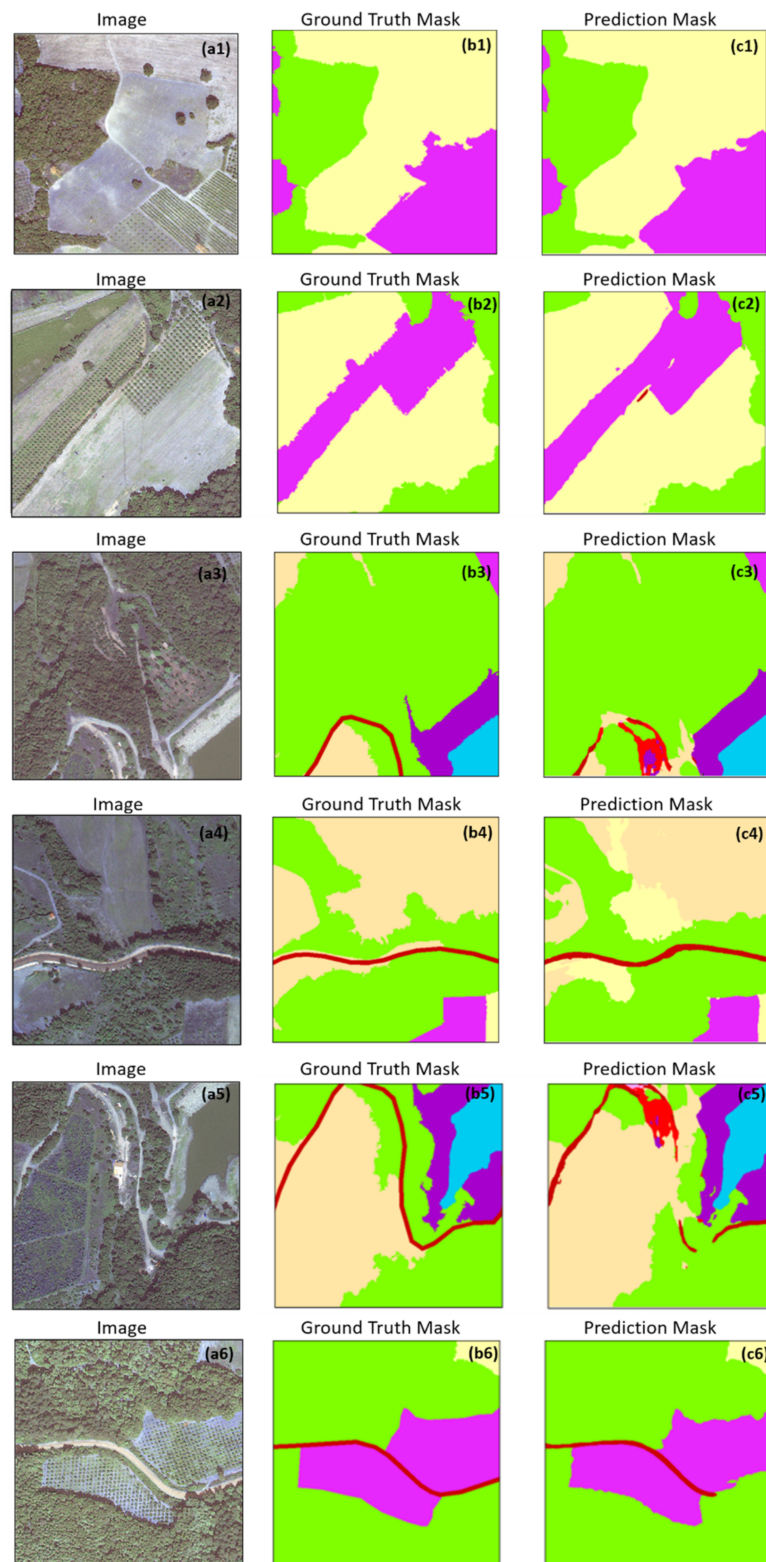 Image Ground Truth Mask Prediction Mask
(a1) (b1) (c1)
Image Ground Truth Mask Prediction Mask
(a2) (b2) (c2)
Image Ground Truth Mask Prediction Mask
(a3) (b3) (c3)
Image Ground Truth Mask Prediction Mask
(a4) (b4) (c4)
Image Ground Truth Mask Prediction Mask
(a5) (b5) (c5)
Image Ground Truth Mask Prediction Mask
(a6) (b6) (c6)